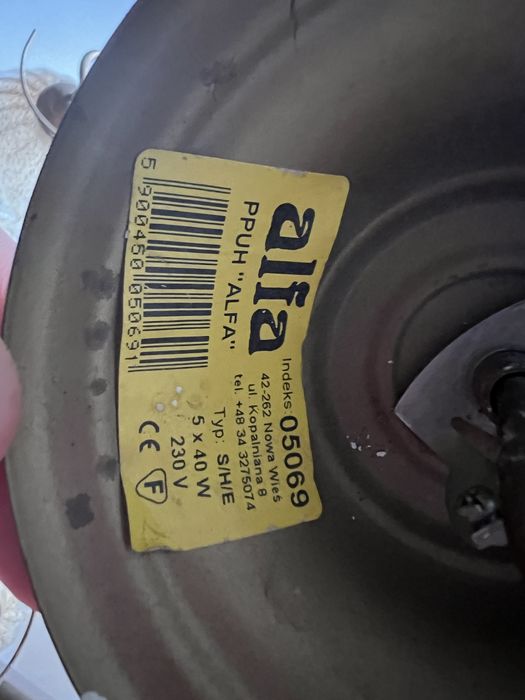 alfa
PPUH "ALFA"
5 900450 050691
Indeks: 05069
42-262 Nowa Wieś
ul. Kopalniana 8
tel. +48 34 3275074
Typ: S/H/E
5 x 40 W
230 V
CE F